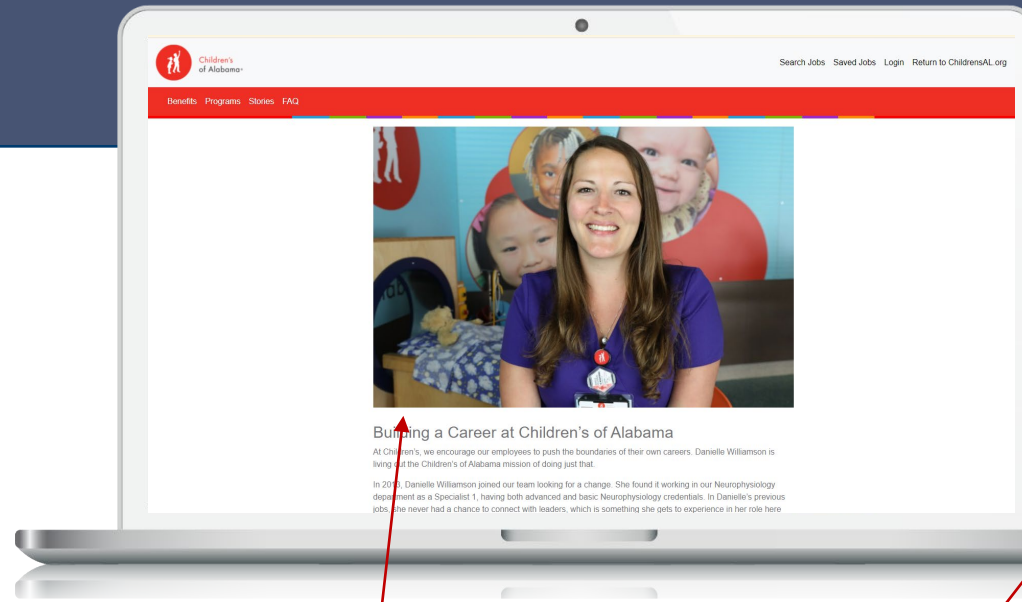 Children's
of Alabama
Search Jobs Saved Jobs Login Return to ChildrensAL.org
Benefits Programs Stories FAQ
Building a Career at Children's of Alabama
At Children's, we encourage our employees to push the boundaries of their own careers. Danielle Williamson is
living out the Children's of Alabama mission of doing just that.
In 2013, Danielle Williamson joined our team looking for a change. She found it working in our Neurophysiology
department as a Specialist 1, having both advanced and basic Neurophysiology credentials. In Danielle's previous
jobs, she never had a chance to connect with leaders, which is something she gets to experience in her role here